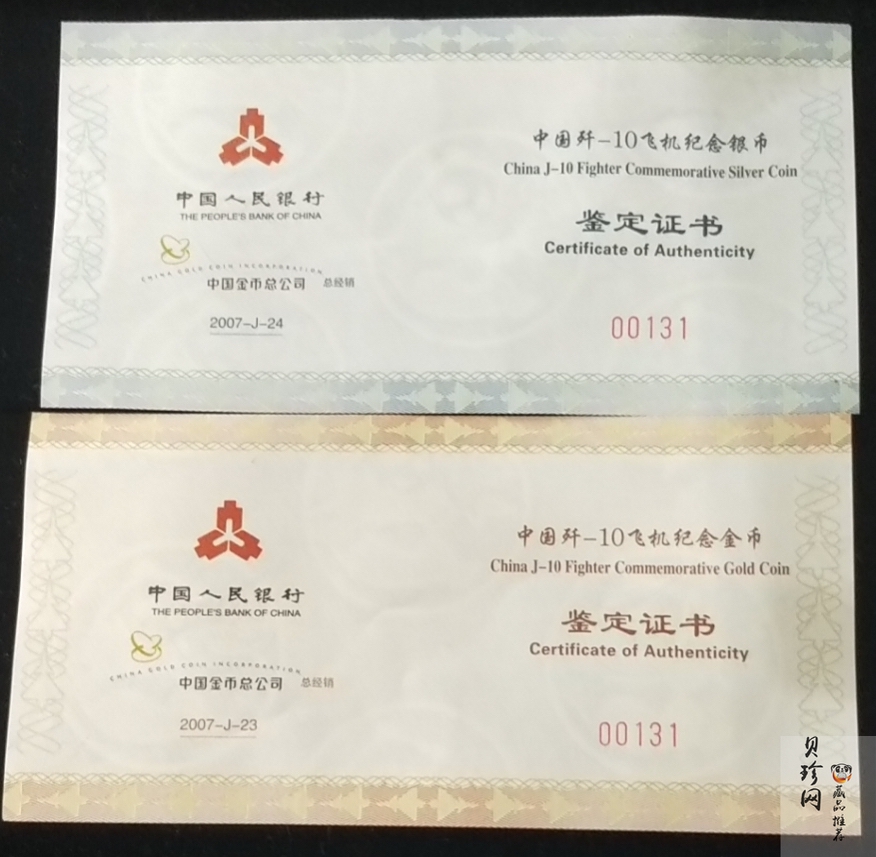 中国人民银行
THE PEOPLE'S BANK OF CHINA
CHINA GOLD COIN INCORPORATION
中国金币总公司 总经销
2007-J-24
中国歼-10飞机纪念银币
China J-10 Fighter Commemorative Silver Coin
鉴定证书
Certificate of Authenticity
00131
中国人民银行
THE PEOPLE'S BANK OF CHINA
CHINA GOLD COIN INCORPORATION
中国金币总公司 总经销
2007-J-23
中国歼-10飞机纪念金币
China J-10 Fighter Commemorative Gold Coin
鉴定证书
Certificate of Authenticity
00131
贝珍网
藏品推荐